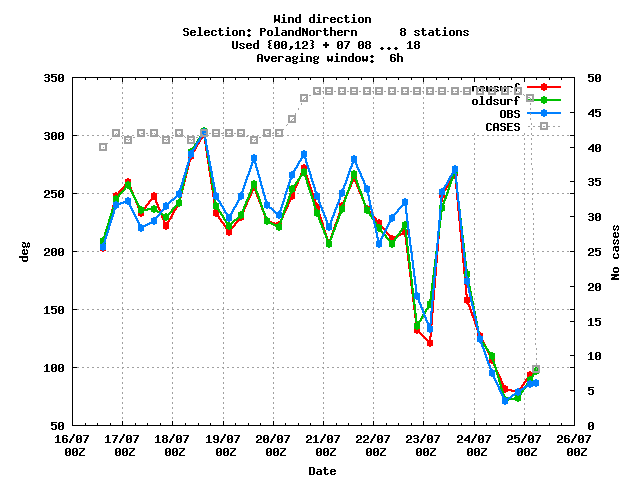 Wind direction
Selection: PolandNorthern 8 stations
Used {00,12} + 07 08 ... 18
Averaging window: 6h
350 50
newsurf
oldsurf
OBS
CASES
45
300 40
35
250
30
deg No cases
200 25
20
150
15
100 10
5
50 0
16/07 17/07 18/07 19/07 20/07 21/07 22/07 23/07 24/07 25/07 26/07
00Z 00Z 00Z 00Z 00Z 00Z 00Z 00Z 00Z 00Z 00Z
Date